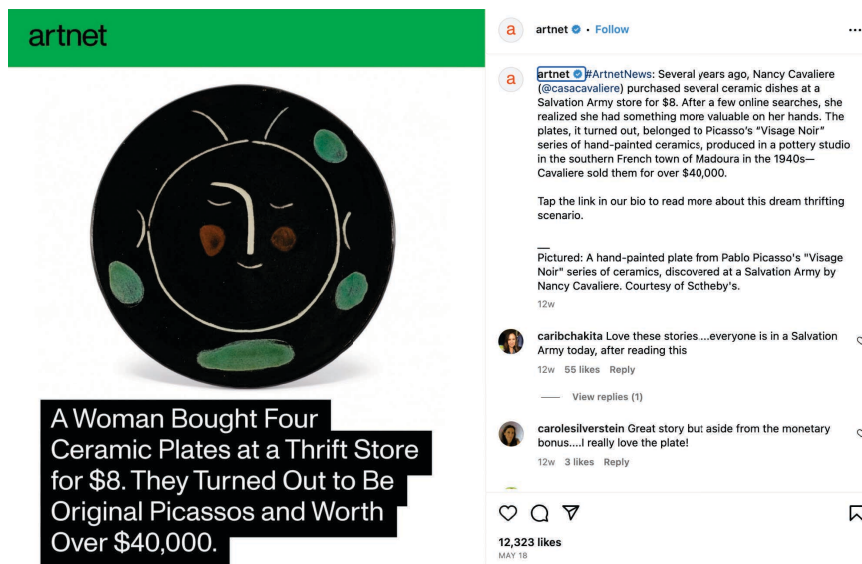 artnet
A Woman Bought Four
Ceramic Plates at a Thrift Store
for $8. They Turned Out to Be
Original Picassos and Worth
Over $40,000.
a
artnet • Follow
a
artnet #ArtnetNews: Several years ago, Nancy Cavaliere
(@casacavaliere) purchased several ceramic dishes at a
Salvation Army store for $8. After a few online searches, she
realized she had something more valuable on her hands. The
plates, it turned out, belonged to Picasso's "Visage Noir"
series of hand-painted ceramics, produced in a pottery studio
in the southern French town of Madoura in the 1940s—
Cavaliere sold them for over $40,000.
Tap the link in our bio to read more about this dream thrifting
scenario.
__
Pictured: A hand-painted plate from Pablo Picasso's "Visage
Noir" series of ceramics, discovered at a Salvation Army by
Nancy Cavaliere. Courtesy of Sctheby's.
12w
caribchakita Love these stories ...everyone is in a Salvation
Army today, after reading this
12w 55 likes Reply
View replies (1)
carolesilverstein Great story but aside from the monetary
bonus....I really love the plate!
12w 3 likes Reply
12,323 likes
MAY 18